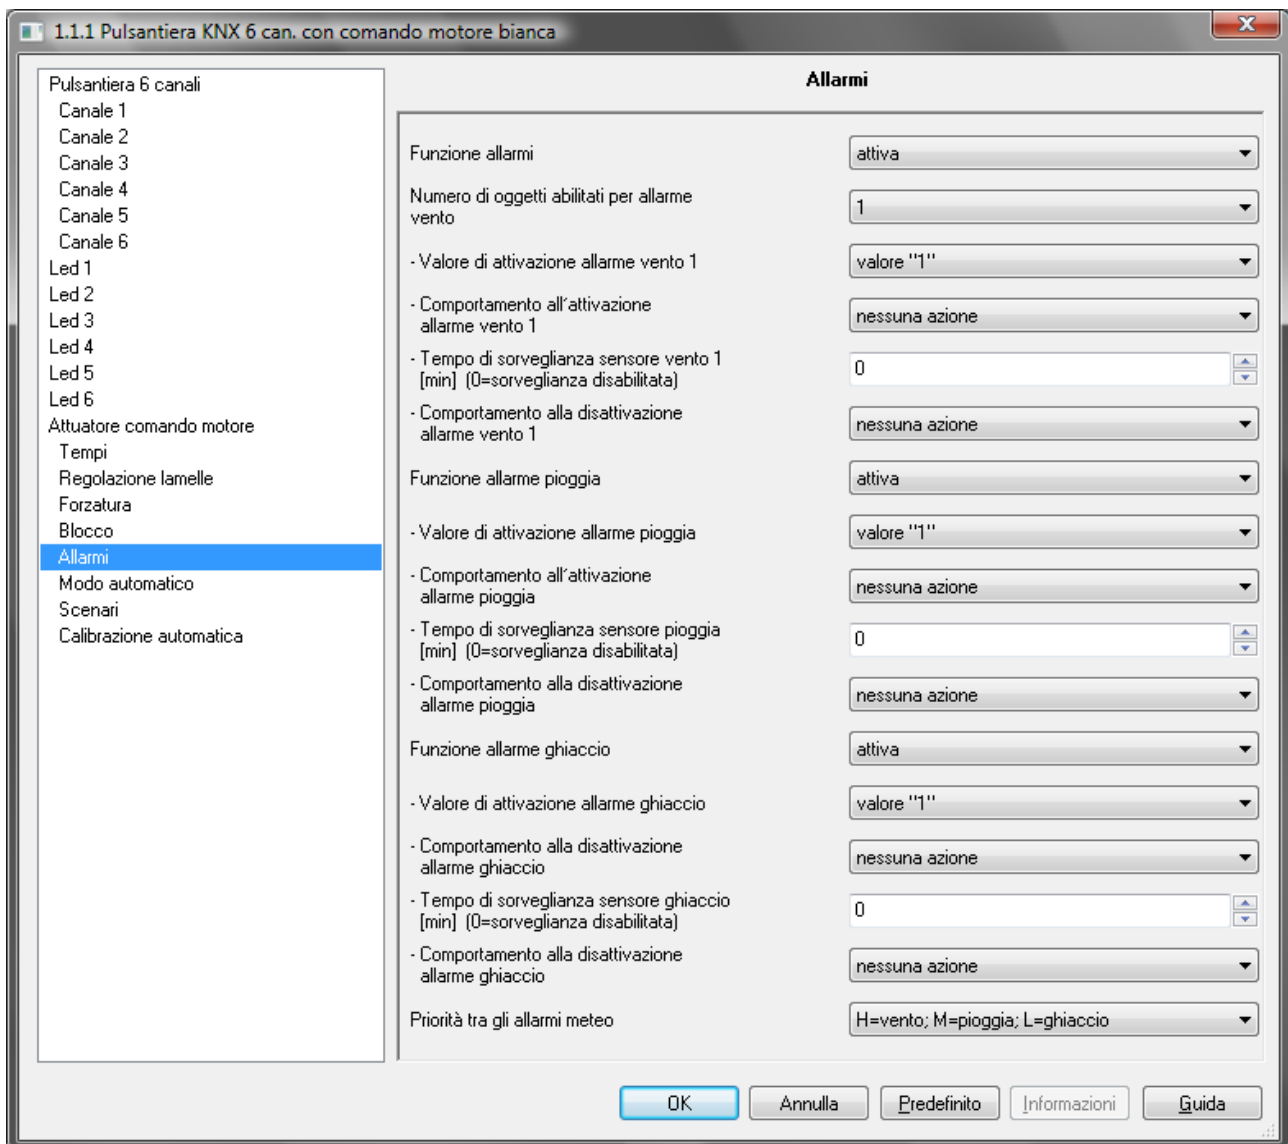 1.1.1 Pulsantiera KNX 6 can. con comando motore bianca
Pulsantiera 6 canali
Canale 1
Canale 2
Canale 3
Canale 4
Canale 5
Canale 6
Led 1
Led 2
Led 3
Led 4
Led 5
Led 6
Attuatore comando motore
Tempi
Regolazione lamelle
Forzatura
Blocco
Allarmi
Modo automatico
Scenari
Calibrazione automatica
Allarmi
Funzione allarmi
attiva
Numero di oggetti abilitati per allarme
vento
1
- Valore di attivazione allarme vento 1
valore "1"
- Comportamento all´attivazione
allarme vento 1
nessuna azione
- Tempo di sorveglianza sensore vento 1
[min] (0=sorveglianza disabilitata)
0
- Comportamento alla disattivazione
allarme vento 1
nessuna azione
Funzione allarme pioggia
attiva
- Valore di attivazione allarme pioggia
valore "1"
- Comportamento all´attivazione
allarme pioggia
nessuna azione
- Tempo di sorveglianza sensore pioggia
[min] (0=sorveglianza disabilitata)
0
- Comportamento alla disattivazione
allarme pioggia
nessuna azione
Funzione allarme ghiaccio
attiva
- Valore di attivazione allarme ghiaccio
valore "1"
- Comportamento alla disattivazione
allarme ghiaccio
nessuna azione
- Tempo di sorveglianza sensore ghiaccio
[min] (0=sorveglianza disabilitata)
0
- Comportamento alla disattivazione
allarme ghiaccio
nessuna azione
Priorità tra gli allarmi meteo
H=vento; M=pioggia; L=ghiaccio
OK
Annulla
Predefinito
Informazioni
Guida